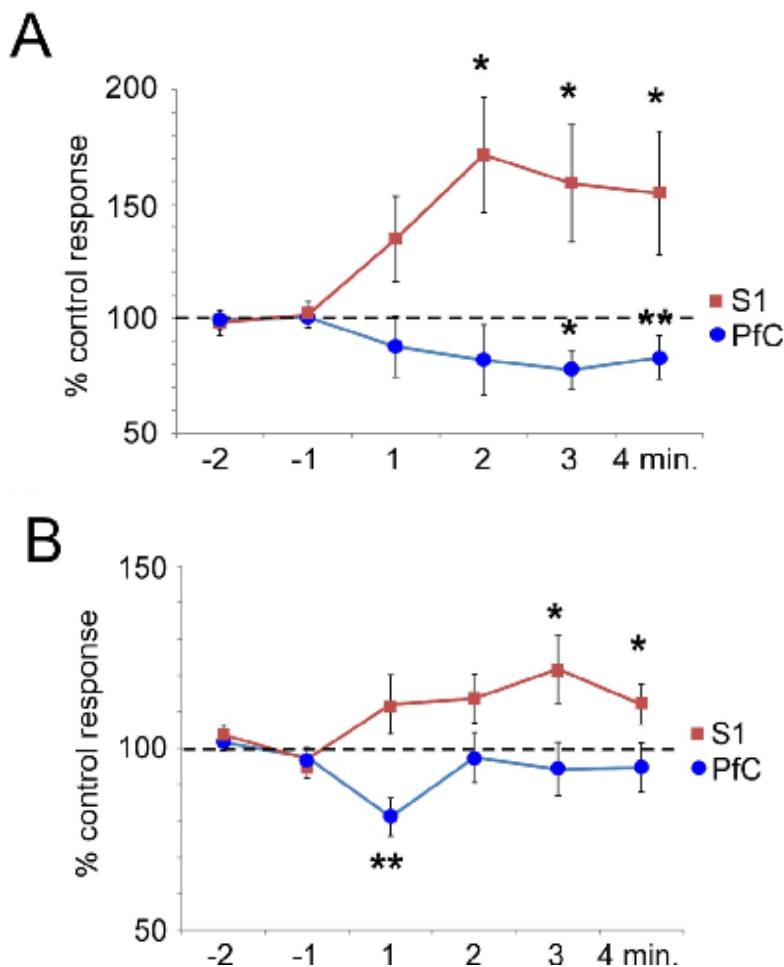 A
200
150
100
50
% control response
* * *
* **
S1
PfC
-2 -1 1 2 3 4 min.
B
150
100
50
% control response
* *
**
S1
PfC
-2 -1 1 2 3 4 min.